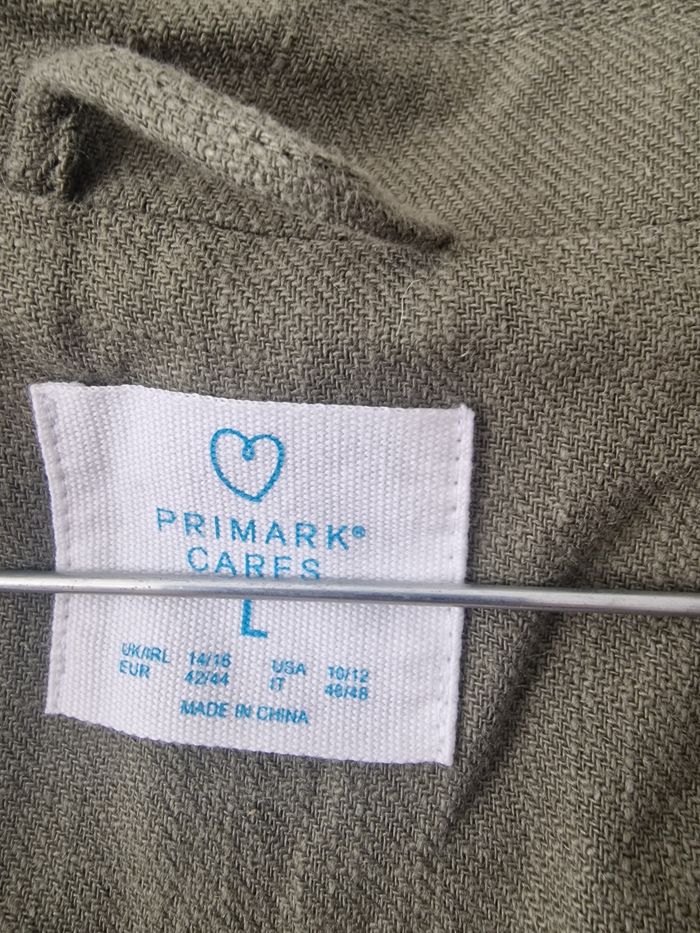 PRIMARK®
CARES
L
UK/IRL 14/16 USA 10/12
EUR 42/44 IT 46/48
MADE IN CHINA